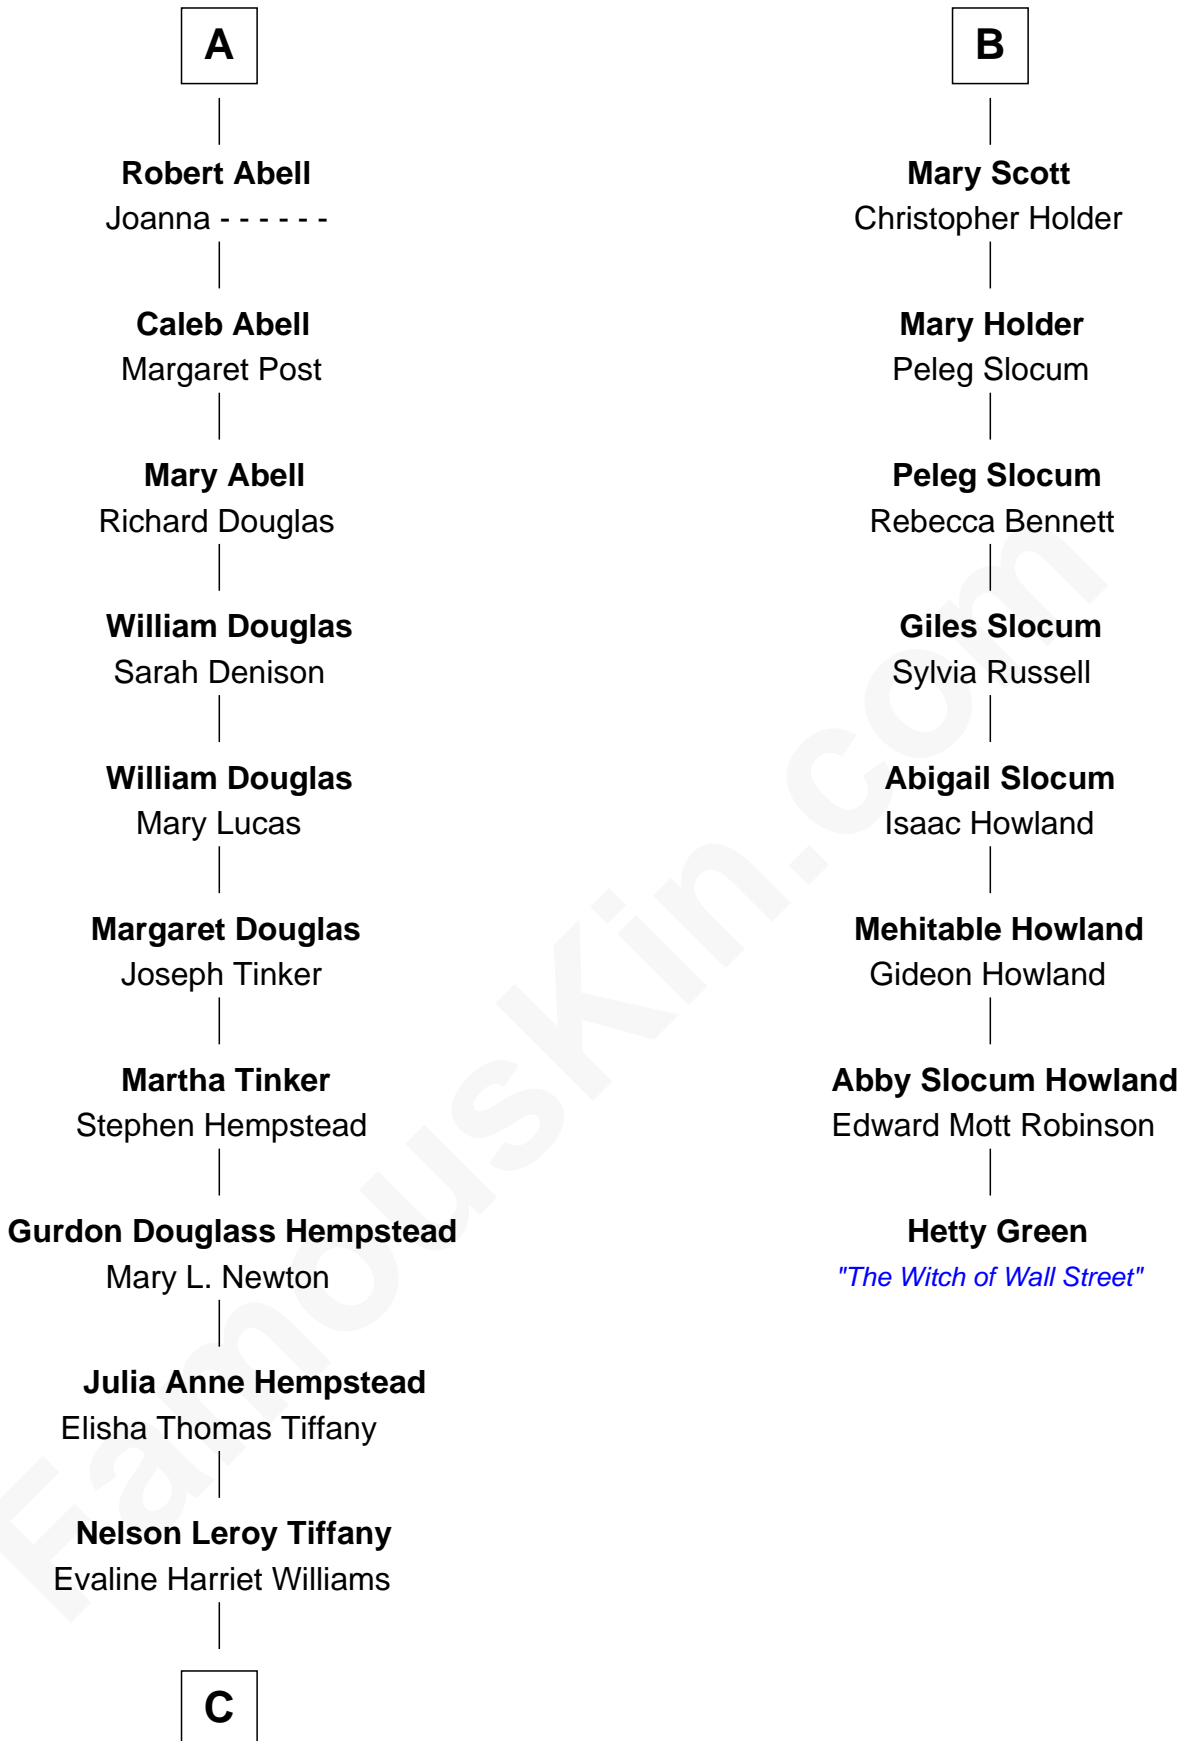 A
Robert Abell
Joanna - - - - - -
Caleb Abell
Margaret Post
Mary Abell
Richard Douglas
William Douglas
Sarah Denison
William Douglas
Mary Lucas
Margaret Douglas
Joseph Tinker
Martha Tinker
Stephen Hempstead
Gurdon Douglass Hempstead
Mary L. Newton
Julia Anne Hempstead
Elisha Thomas Tiffany
Nelson Leroy Tiffany
Evaline Harriet Williams
C
B
Mary Scott
Christopher Holder
Mary Holder
Peleg Slocum
Peleg Slocum
Rebecca Bennett
Giles Slocum
Sylvia Russell
Abigail Slocum
Isaac Howland
Mehitable Howland
Gideon Howland
Abby Slocum Howland
Edward Mott Robinson
Hetty Green
"The Witch of Wall Street"
FamousKin.com